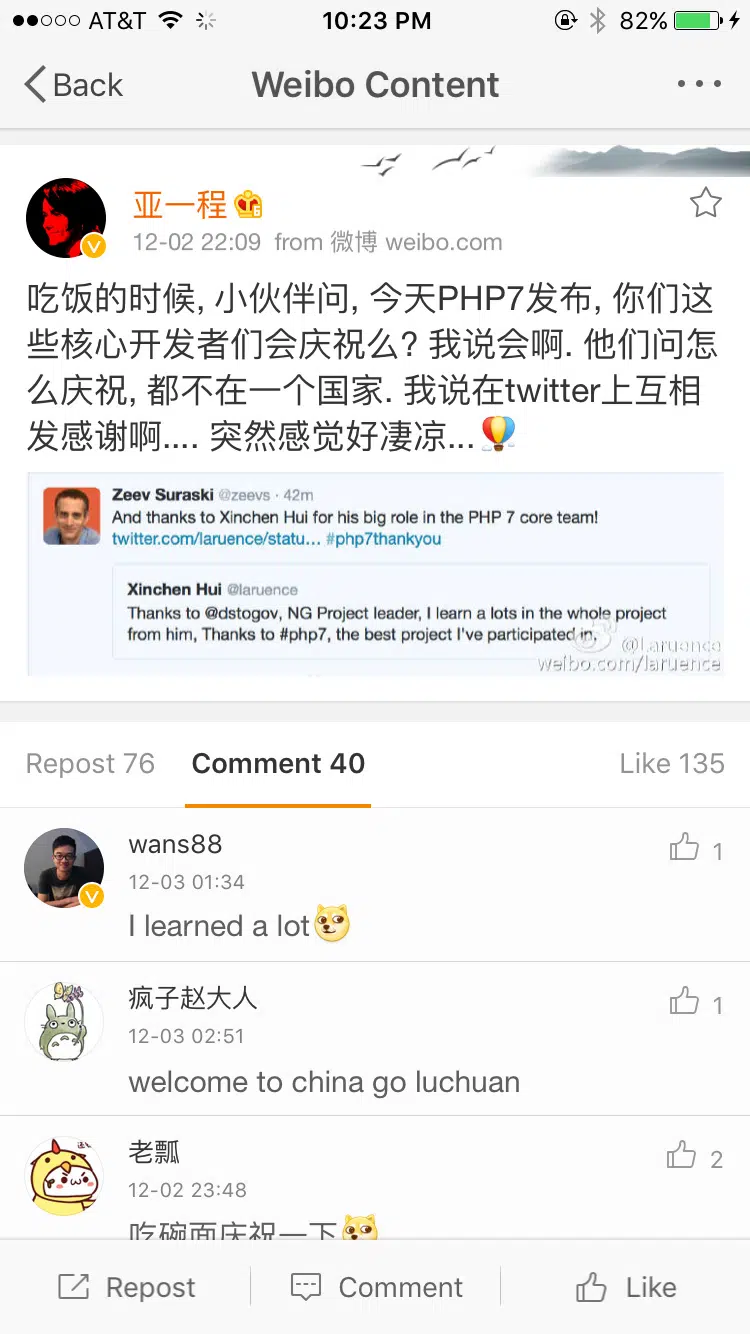 AT&T 10:23 PM 82%
Back Weibo Content
亚一程
12-02 22:09 from 微博 weibo.com
吃饭的时候, 小伙伴问, 今天PHP7发布, 你们这
些核心开发者们会庆祝么? 我说会啊. 他们问怎
么庆祝, 都不在一个国家. 我说在twitter上互相
发感谢啊.... 突然感觉好凄凉...
Zeev Suraski @zeevs · 42m
And thanks to Xinchen Hui for his big role in the PHP 7 core team!
twitter.com/laruence/statu... #php7thankyou
Xinchen Hui @laruence
Thanks to @dstogov, NG Project leader, I learn a lots in the whole project
from him, Thanks to #php7, the best project I've participated in.
@Laruence
weibo.com/laruence
Repost 76 Comment 40 Like 135
wans88 1
12-03 01:34
I learned a lot
疯子赵大人 1
12-03 02:51
welcome to china go luchuan
老瓢 2
12-02 23:48
吃碗面庆祝一下
Repost Comment Like